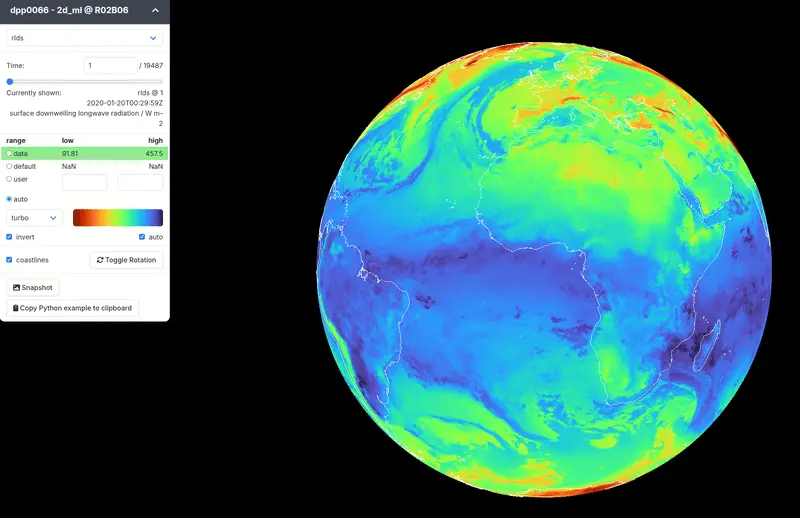 dpp0066 - 2d_ml @ R02B06
rlds
Time: 1 / 19487
Currently shown: rlds @ 1
2020-01-20T00:29:59Z
surface downwelling longwave radiation / W m-
2
range low high
data 91.81 457.5
default NaN NaN
user
auto
turbo
invert auto
coastlines Toggle Rotation
Snapshot
Copy Python example to clipboard